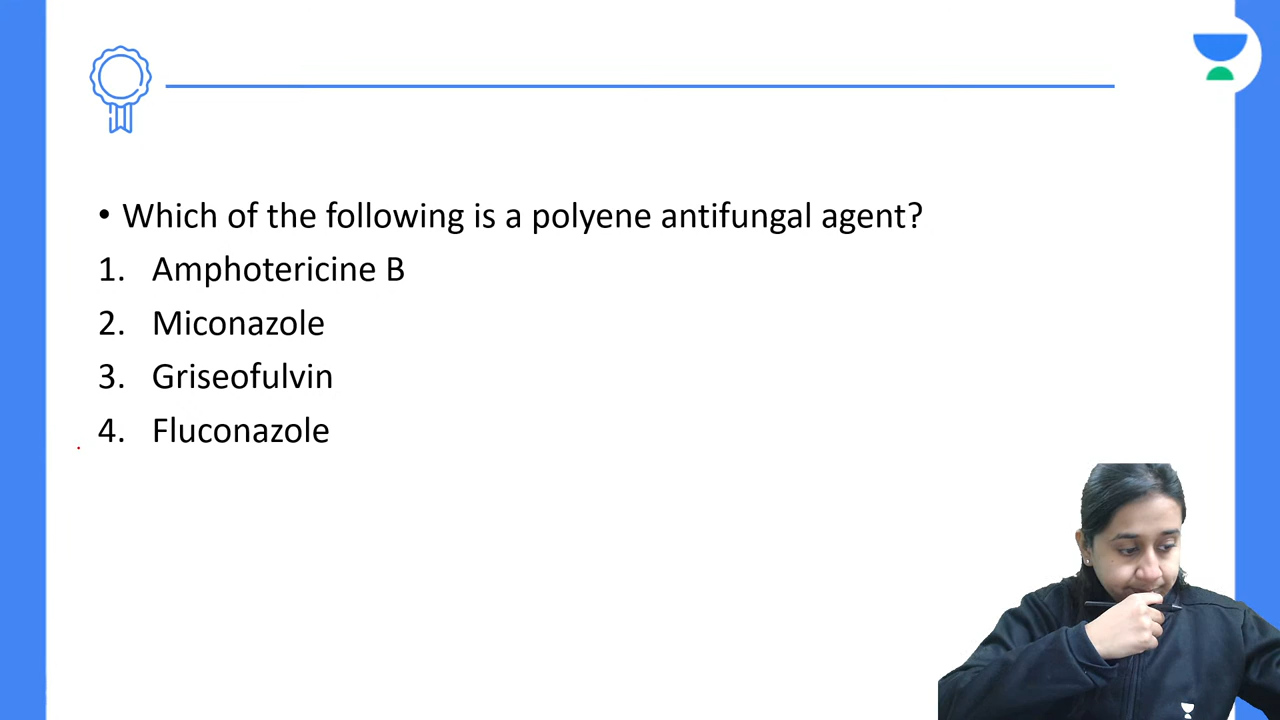 • Which of the following is a polyene antifungal agent?
1. Amphotericine B
2. Miconazole
3. Griseofulvin
4. Fluconazole